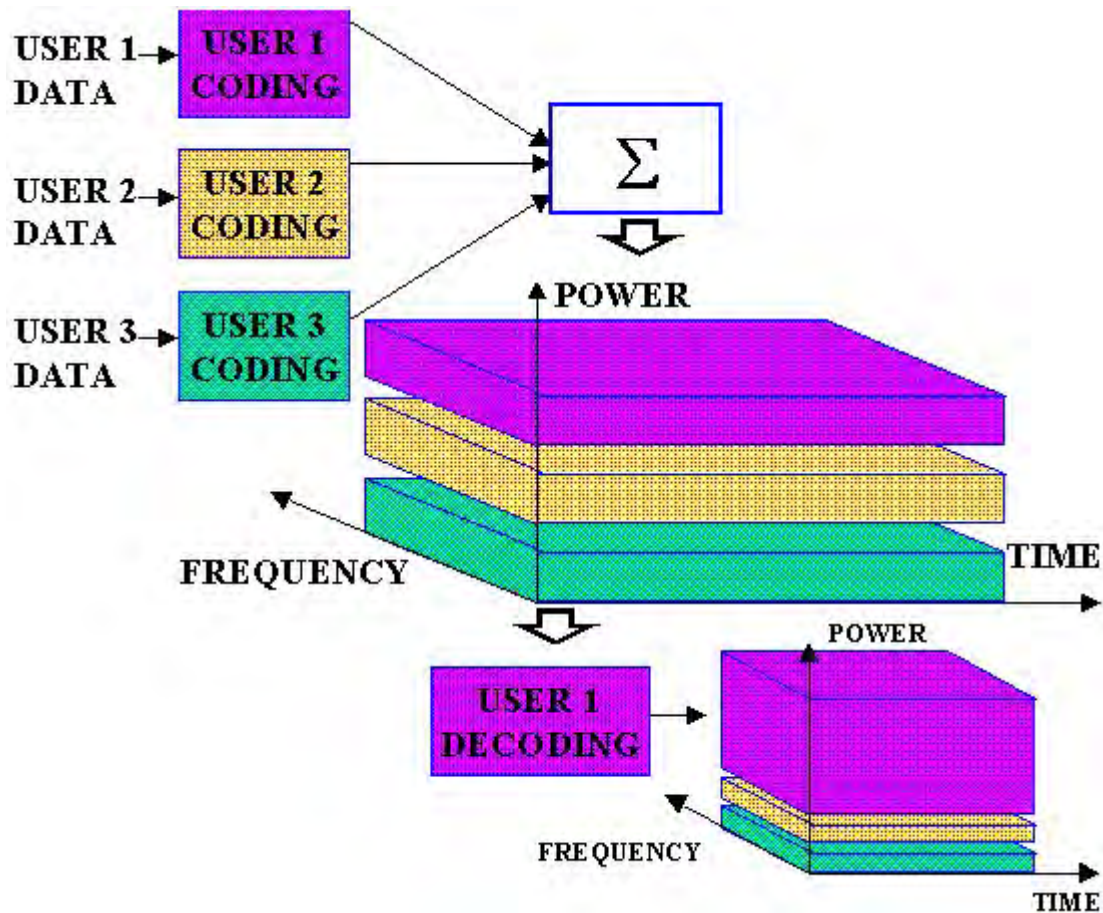 USER 1
DATA
USER 1
CODING
USER 2
DATA
USER 2
CODING
USER 3
DATA
USER 3
CODING
Σ
POWER
FREQUENCY
TIME
USER 1
DECODING
POWER
FREQUENCY
TIME